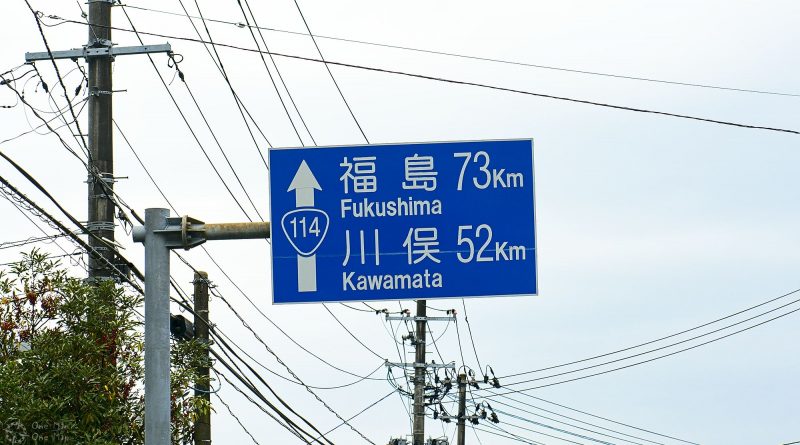 福島 73Km
Fukushima
114
川俣 52Km
Kawamata